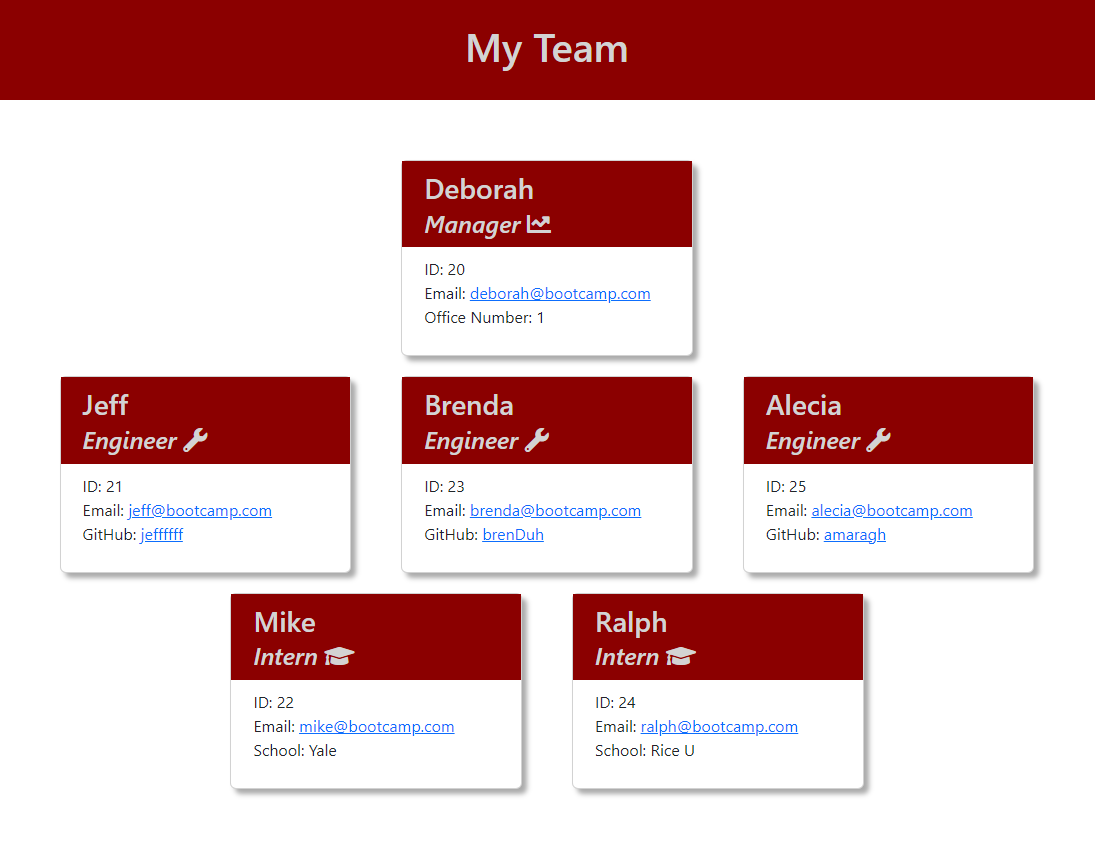 My Team
Deborah
Manager
ID: 20
Email: deborah@bootcamp.com
Office Number: 1
Jeff
Engineer
ID: 21
Email: jeff@bootcamp.com
GitHub: jeffffff
Brenda
Engineer
ID: 23
Email: brenda@bootcamp.com
GitHub: brenDuh
Alecia
Engineer
ID: 25
Email: alecia@bootcamp.com
GitHub: amaragh
Mike
Intern
ID: 22
Email: mike@bootcamp.com
School: Yale
Ralph
Intern
ID: 24
Email: ralph@bootcamp.com
School: Rice U